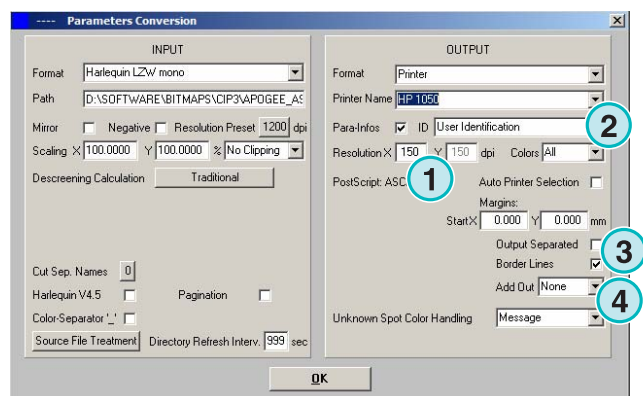 ---- Parameters Conversion
INPUT
Format Harlequin LZW mono
Path D:\SOFTWARE\BITMAPS\CIP3\APOGEE_AS
Mirror Negative Resolution Preset 1200 dpi
Scaling X 100.0000 Y 100.0000 % No Clipping
Descreening Calculation Traditional
Cut Sep. Names 0
Harlequin V4.5 Pagination
Color-Separator '_'
Source File Treatment Directory Refresh Interv. 999 sec
OUTPUT
Format Printer
Printer Name HP 1050
Para-Infos ID User Identification
2
Resolution X 150 Y 150 dpi Colors All
1
PostScript: ASC Auto Printer Selection
Margins:
StartX 0.000 Y 0.000 mm
Output Separated
3
Border Lines
Add Out None
4
Unknown Spot Color Handling Message
OK